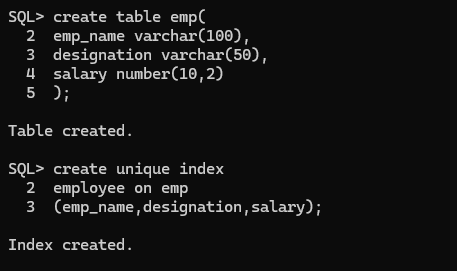 SQL> create table emp(
  2  emp_name varchar(100),
  3  designation varchar(50),
  4  salary number(10,2)
  5  );
Table created.
SQL> create unique index
  2  employee on emp
  3  (emp_name,designation,salary);
Index created.